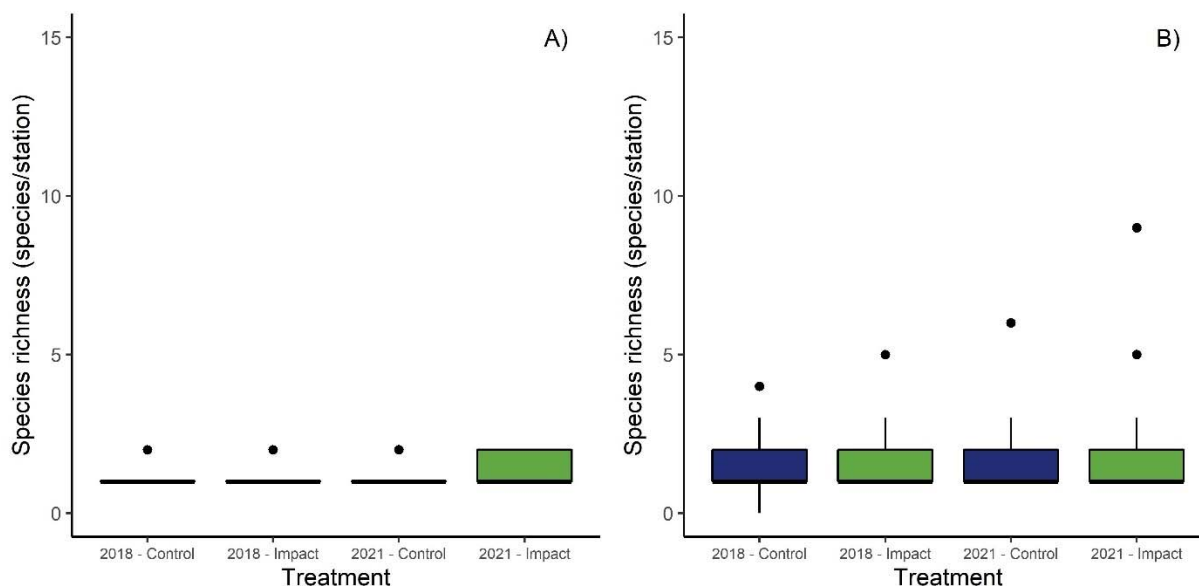 A)
Species richness (species/station)
15
10
5
0
2018 - Control
2018 - Impact
2021 - Control
2021 - Impact
Treatment
B)
Species richness (species/station)
15
10
5
0
2018 - Control
2018 - Impact
2021 - Control
2021 - Impact
Treatment